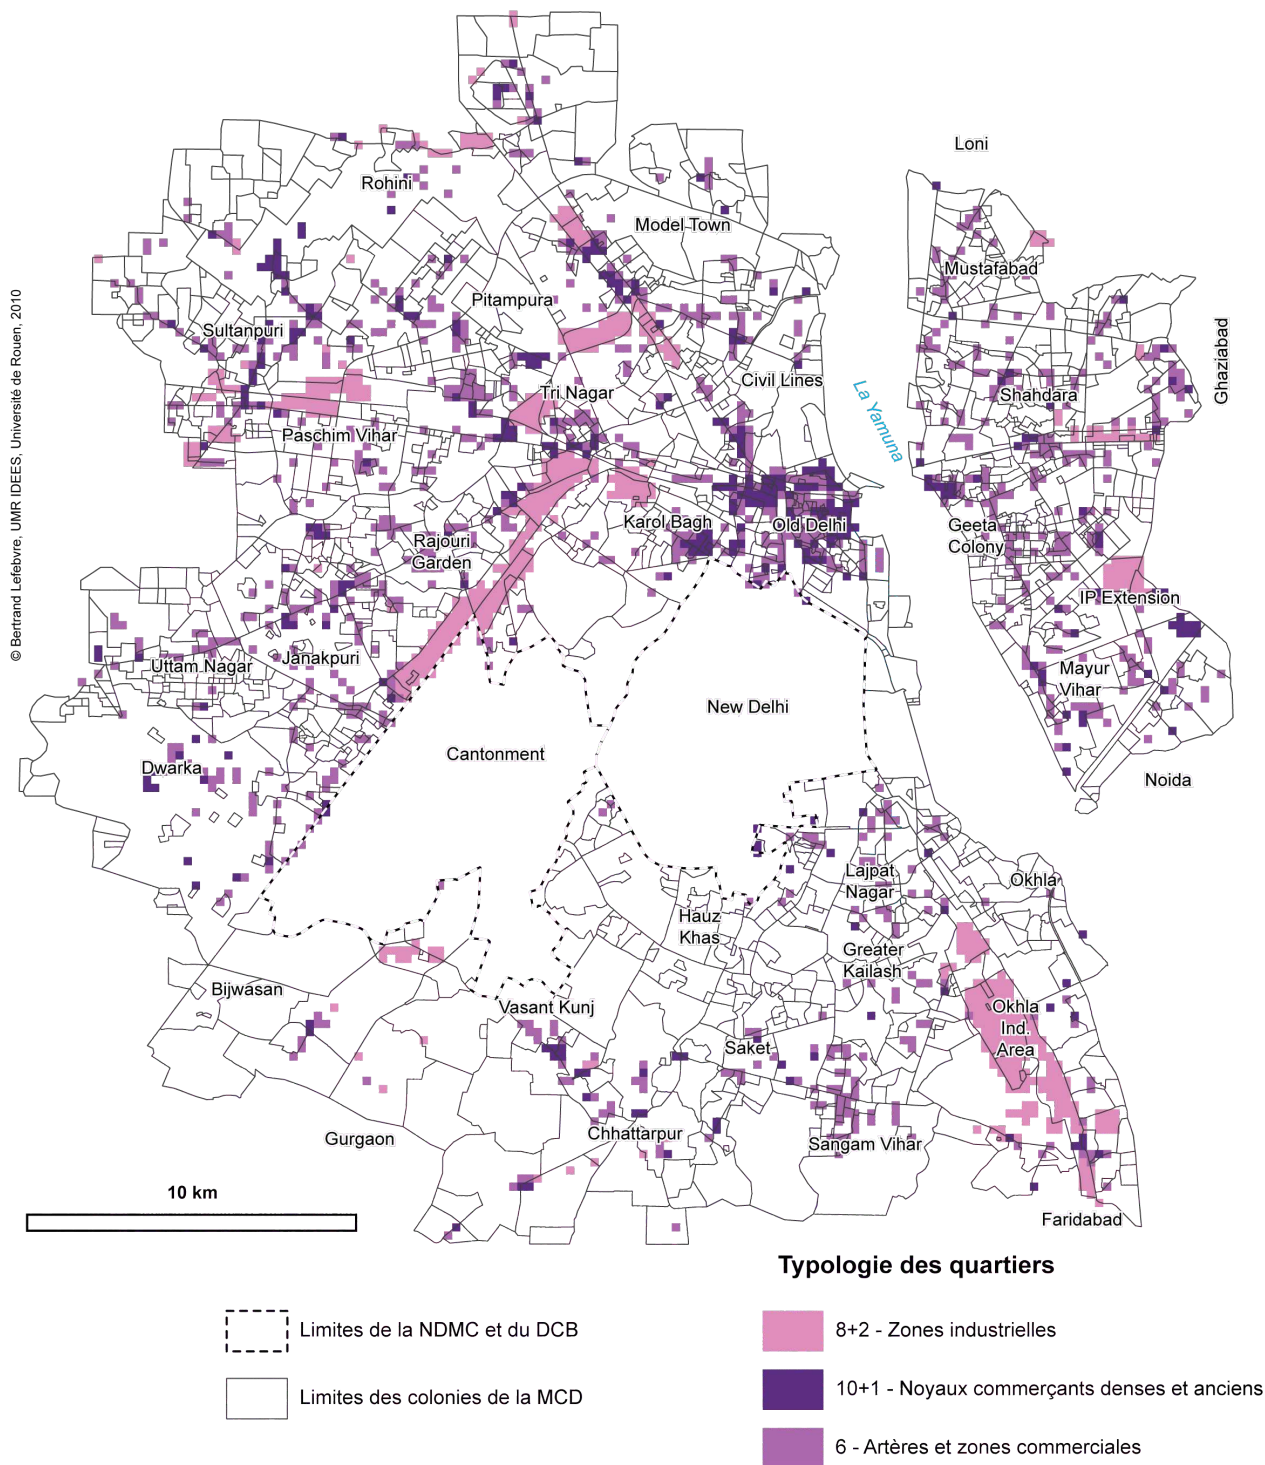 Loni
Rohini
Model Town
Mustafabad
Pitampura
Sultanpuri
Ghaziabad
Civil Lines
La Yamuna
Tri Nagar
Shahdara
Paschim Vihar
Karol Bagh
Old Delhi
Rajouri
Garden
Geeta
Colony
IP Extension
© Bertrand Lefebvre, UMR IDEES, Université de Rouen, 2010
Uttam Nagar
Janakpuri
Mayur
Vihar
New Delhi
Cantonment
Dwarka
Noida
Lajpat
Nagar
Okhla
Hauz
Khas
Greater
Kailash
Bijwasan
Vasant Kunj
Okhla
Ind.
Area
Saket
Gurgaon
Chhattarpur
Sangam Vihar
10 km
Faridabad
Typologie des quartiers
Limites de la NDMC et du DCB
8+2 - Zones industrielles
Limites des colonies de la MCD
10+1 - Noyaux commerçants denses et anciens
6 - Artères et zones commerciales